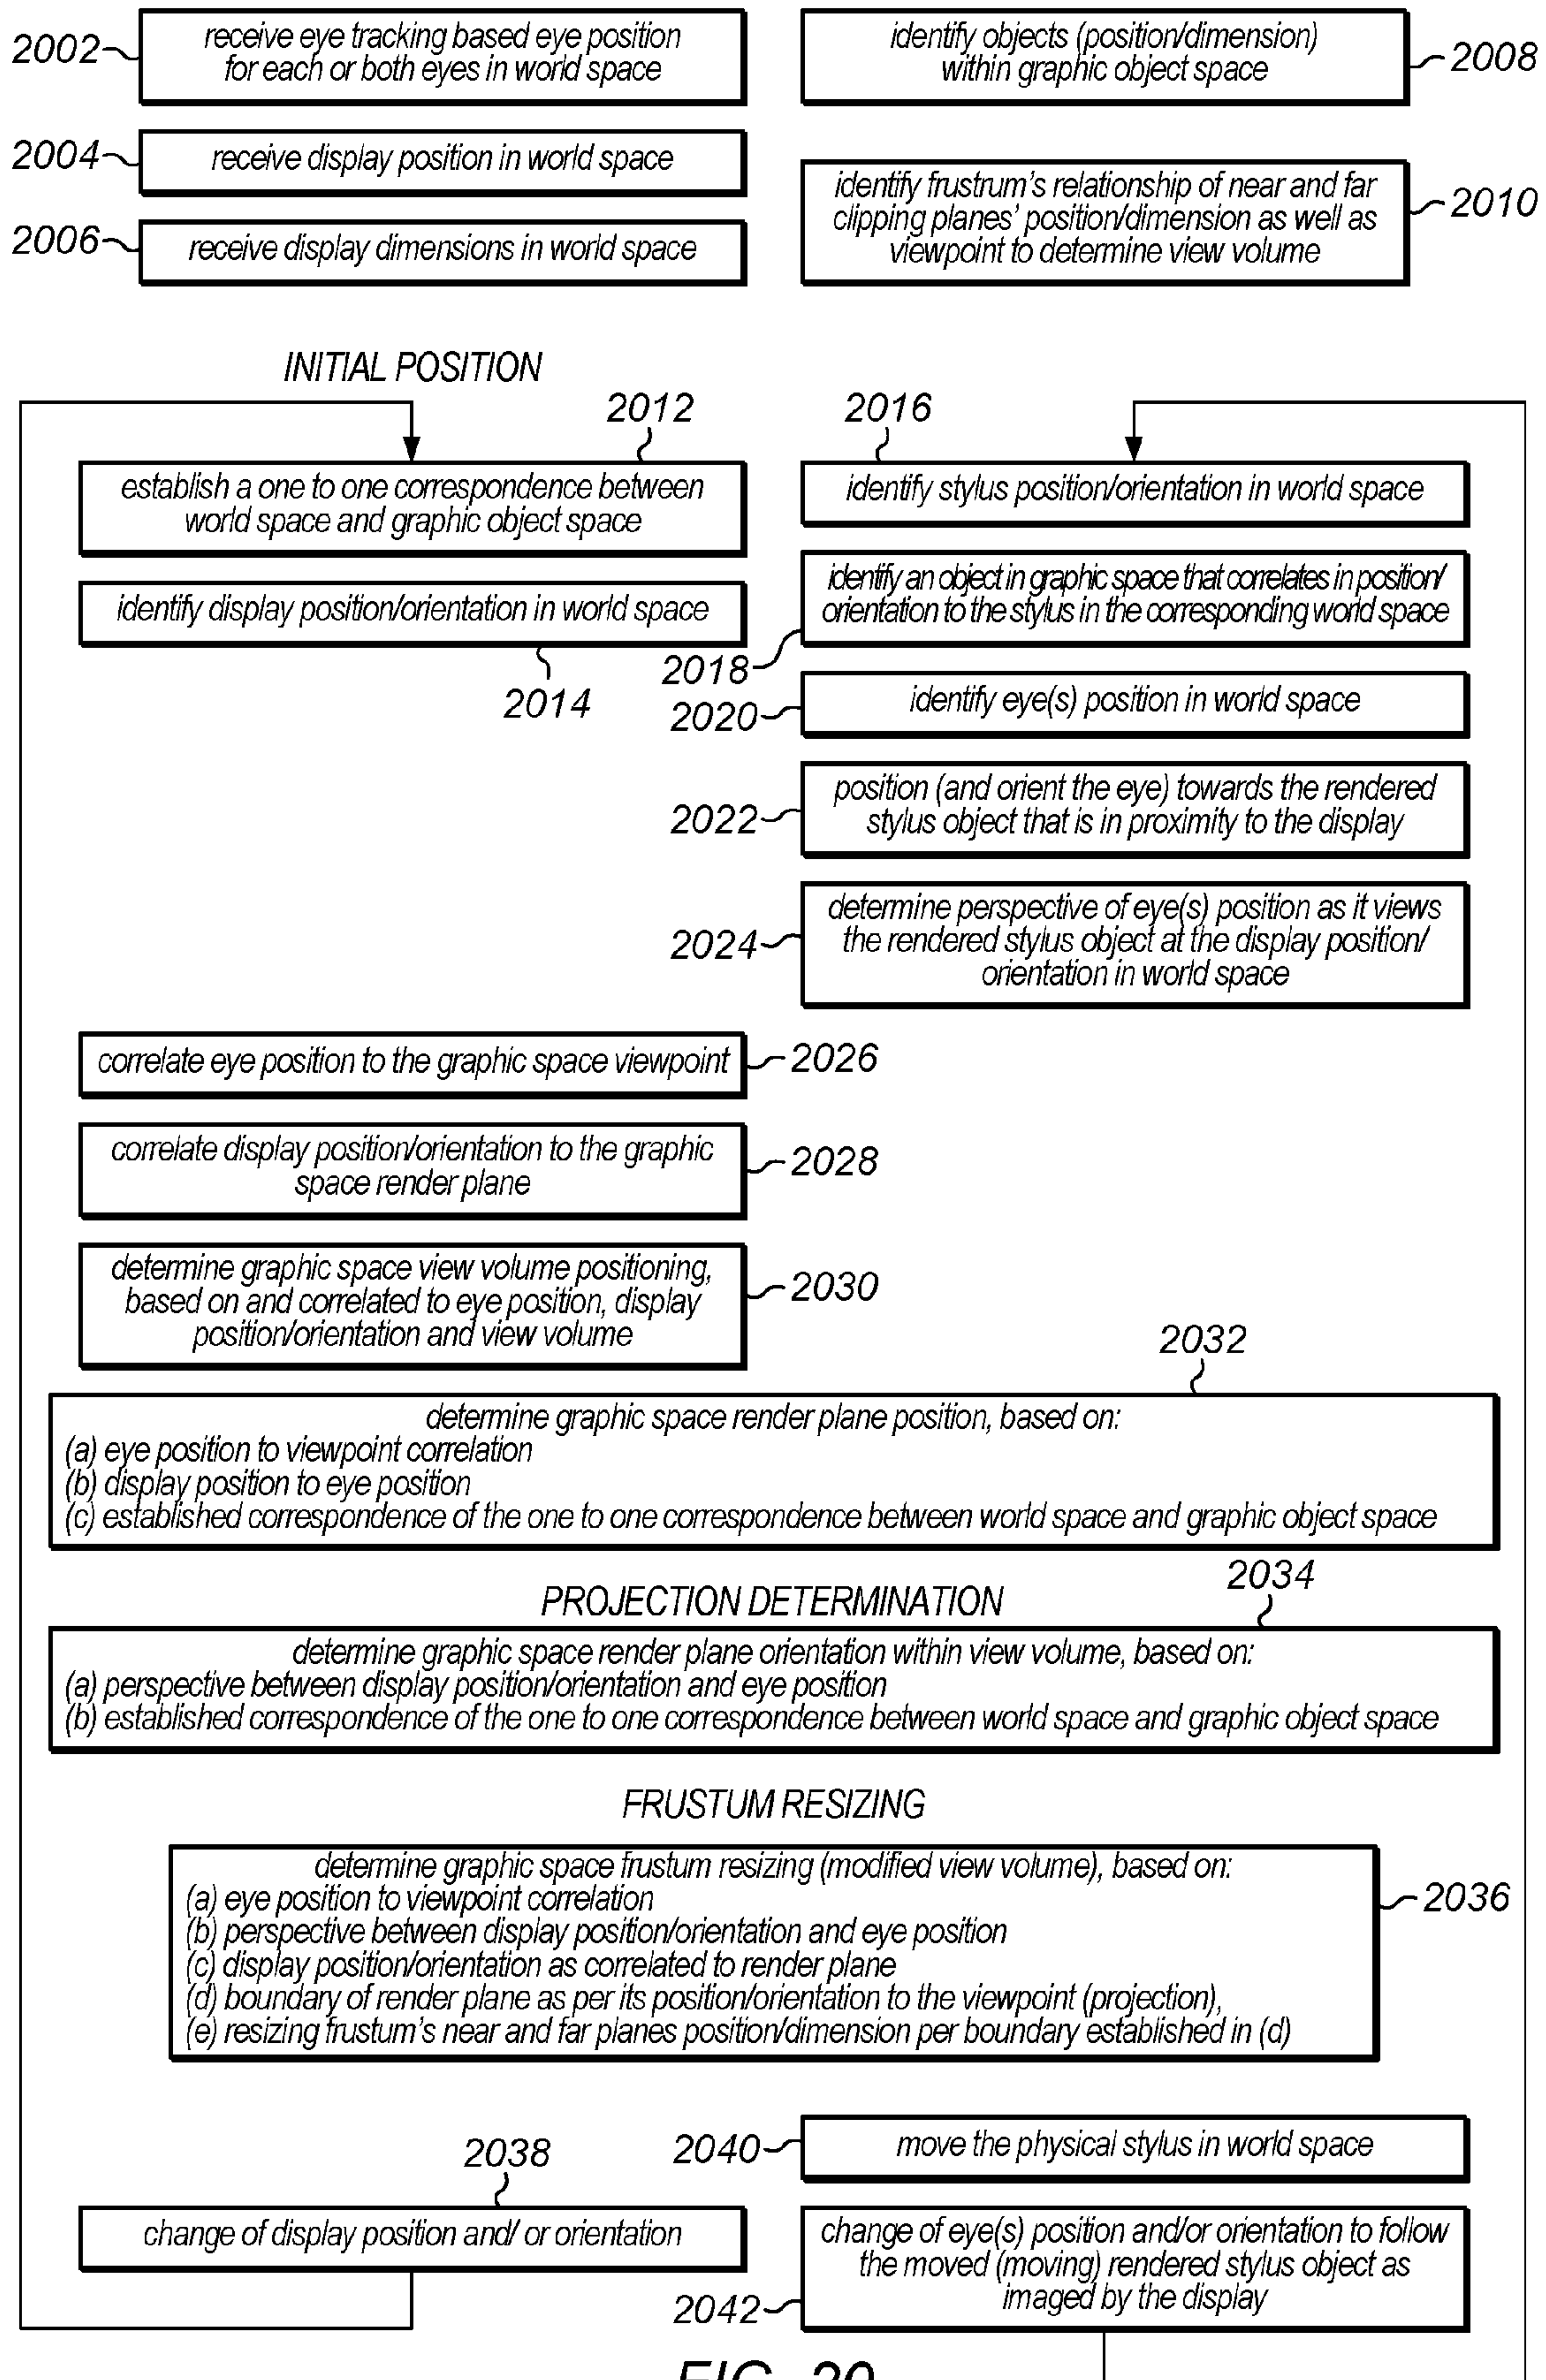 2002
receive eye tracking based eye position
for each or both eyes in world space
identify objects (position/dimension)
within graphic object space
2008
2004
receive display position in world space
2006
receive display dimensions in world space
identify frustrum's relationship of near and far
clipping planes' position/dimension as well as
viewpoint to determine view volume
2010
INITIAL POSITION
2012
establish a one to one correspondence between
world space and graphic object space
identify display position/orientation in world space
2014
2016
identify stylus position/orientation in world space
identify an object in graphic space that correlates in position/
orientation to the stylus in the corresponding world space
2018
2020
identify eye(s) position in world space
2022
position (and orient the eye) towards the rendered
stylus object that is in proximity to the display
2024
determine perspective of eye(s) position as it views
the rendered stylus object at the display position/
orientation in world space
correlate eye position to the graphic space viewpoint
2026
correlate display position/orientation to the graphic
space render plane
2028
determine graphic space view volume positioning,
based on and correlated to eye position, display
position/orientation and view volume
2030
2032
determine graphic space render plane position, based on:
(a) eye position to viewpoint correlation
(b) display position to eye position
(c) established correspondence of the one to one correspondence between world space and graphic object space
PROJECTION DETERMINATION
2034
determine graphic space render plane orientation within view volume, based on:
(a) perspective between display position/orientation and eye position
(b) established correspondence of the one to one correspondence between world space and graphic object space
FRUSTUM RESIZING
determine graphic space frustum resizing (modified view volume), based on:
(a) eye position to viewpoint correlation
(b) perspective between display position/orientation and eye position
(c) display position/orientation as correlated to render plane
(d) boundary of render plane as per its position/orientation to the viewpoint (projection),
(e) resizing frustum's near and far planes position/dimension per boundary established in (d)
2036
2040
move the physical stylus in world space
2038
change of display position and/ or orientation
change of eye(s) position and/or orientation to follow
the moved (moving) rendered stylus object as
imaged by the display
2042
FIG. 20